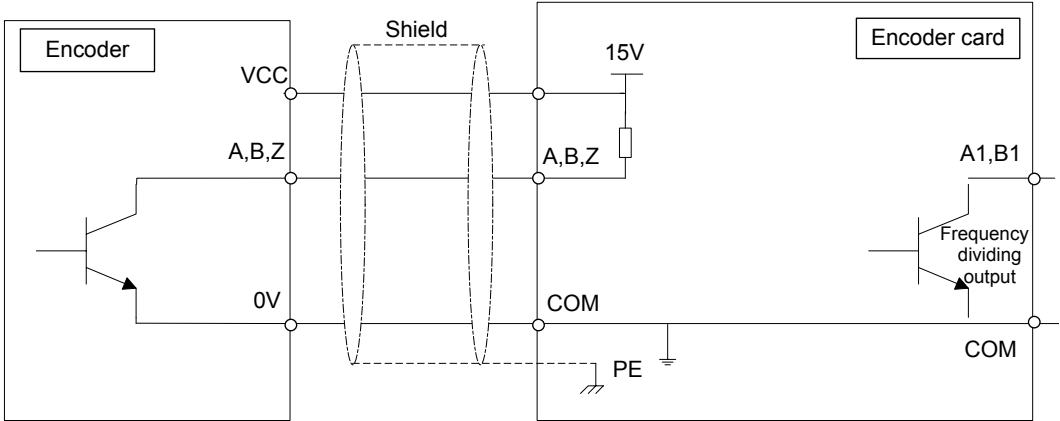 Shield
Encoder
Encoder card
15V
VCC
A,B,Z
A,B,Z
A1,B1
Frequency
dividing
output
0V
COM
COM
PE